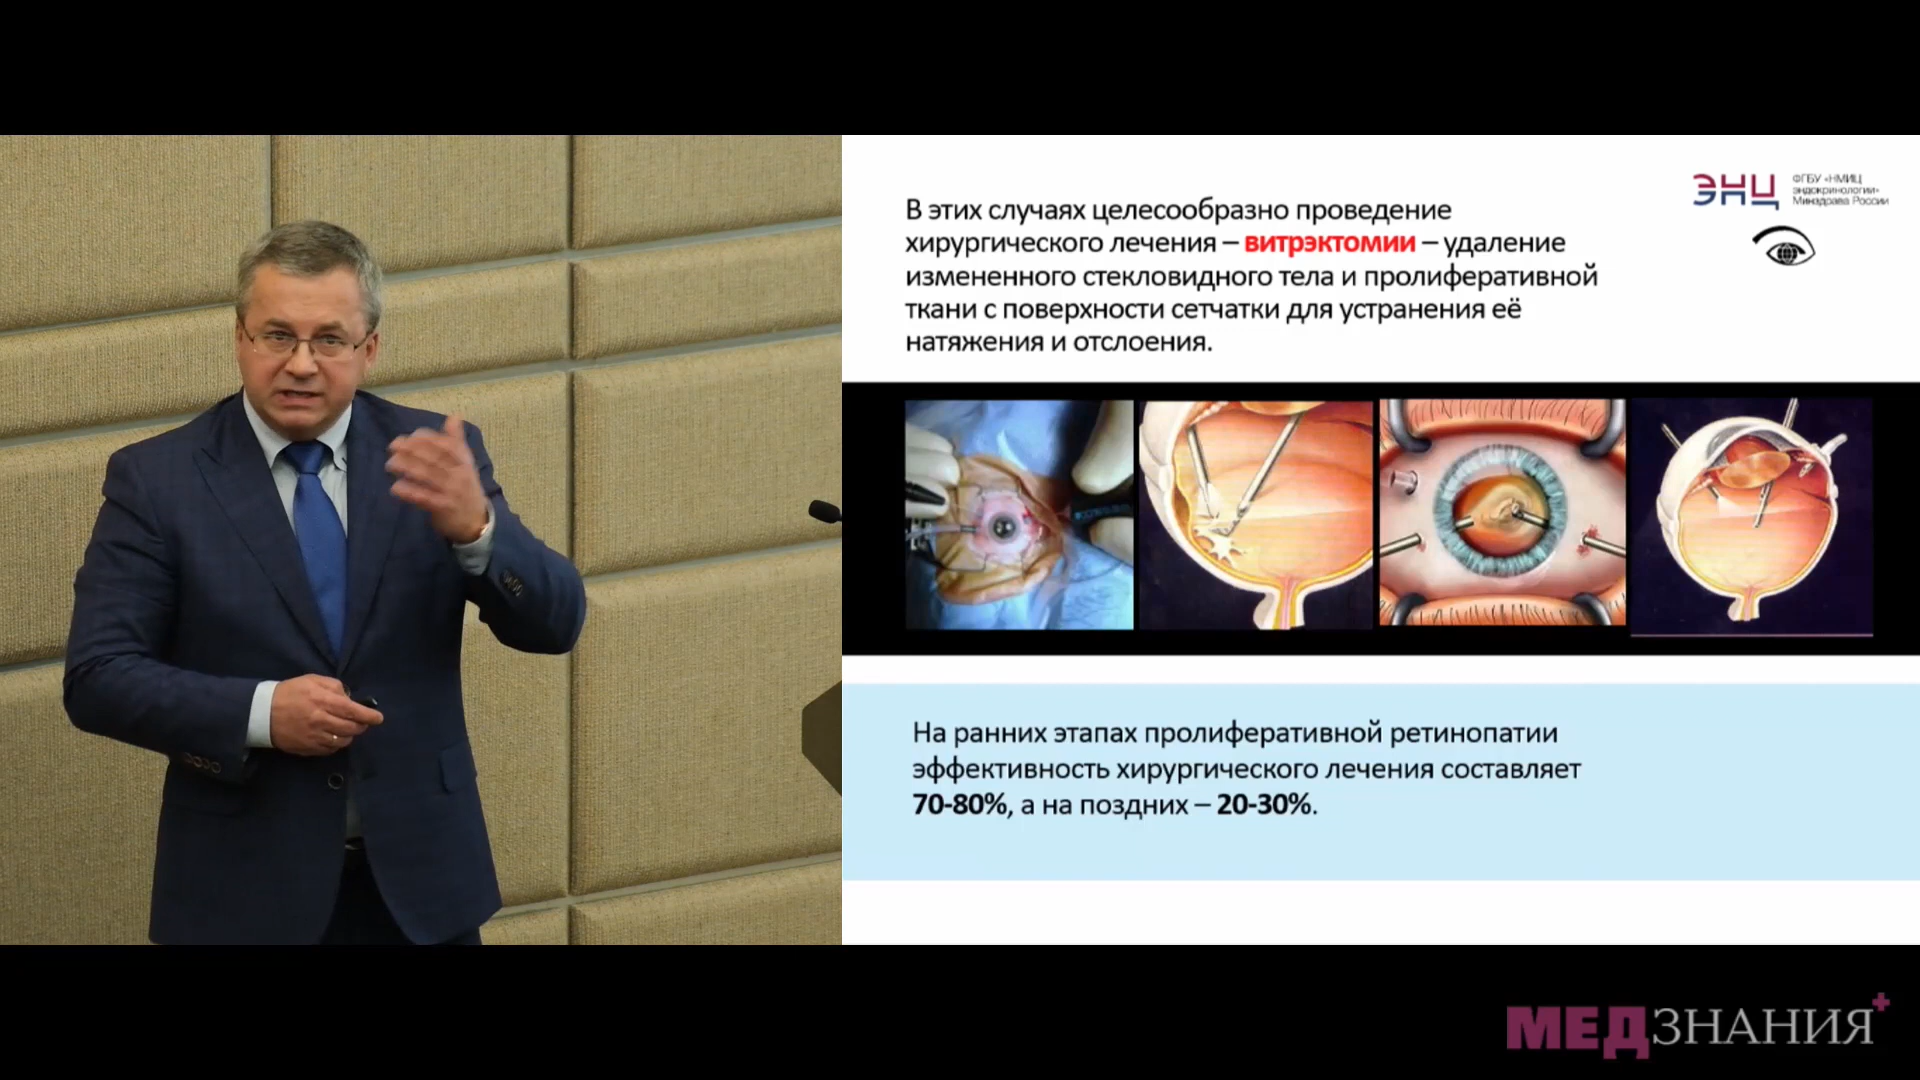 В этих случаях целесообразно проведение
хирургического лечения – витрэктомии – удаление
измененного стекловидного тела и пролиферативной
ткани с поверхности сетчатки для устранения её
натяжения и отслоения.
ЭНЦ
ФГБУ «НМИЦ
эндокринологии»
Минздрава России
На ранних этапах пролиферативной ретинопатии
эффективность хирургического лечения составляет
70-80%, а на поздних – 20-30%.
МЕДЗНАНИЯ+